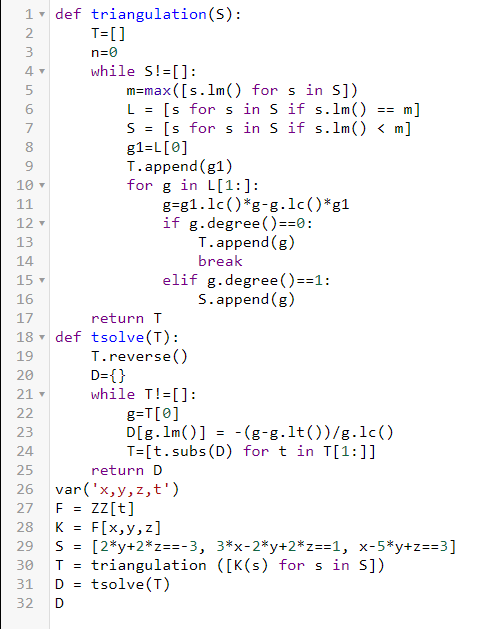 1 def triangulation(S):
2 T=[]
3 n=0
4 while S!=[]:
5 m=max([s.lm() for s in S])
6 L = [s for s in S if s.lm() == m]
7 S = [s for s in S if s.lm() < m]
8 g1=L[0]
9 T.append(g1)
10 for g in L[1:]:
11 g=g1.lc()*g-g.lc()*g1
12 if g.degree()==0:
13 T.append(g)
14 break
15 elif g.degree()==1:
16 S.append(g)
17 return T
18 def tsolve(T):
19 T.reverse()
20 D={}
21 while T!=[]:
22 g=T[0]
23 D[g.lm()] = -(g-g.lt())/g.lc()
24 T=[t.subs(D) for t in T[1:]]
25 return D
26 var('x,y,z,t')
27 F = ZZ[t]
28 K = F[x,y,z]
29 S = [2*y+2*z==-3, 3*x-2*y+2*z==1, x-5*y+z==3]
30 T = triangulation ([K(s) for s in S])
31 D = tsolve(T)
32 D